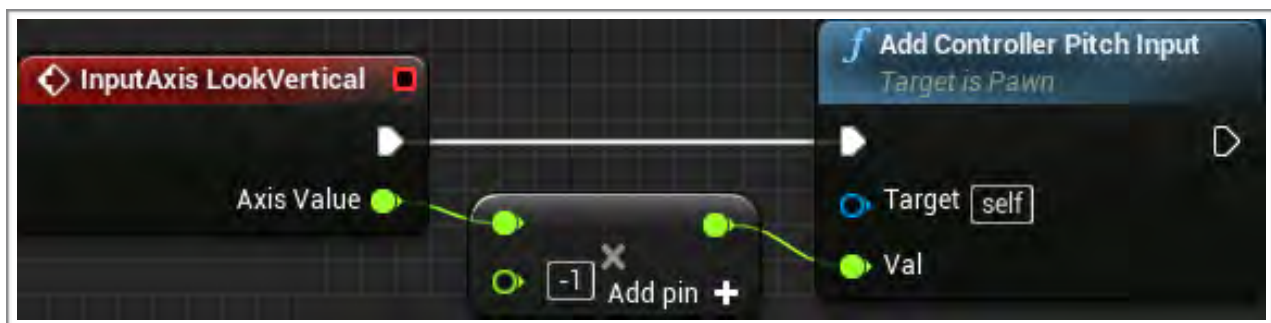 InputAxis LookVertical
Axis Value
-1
Add pin
f Add Controller Pitch Input
Target is Pawn
Target self
Val